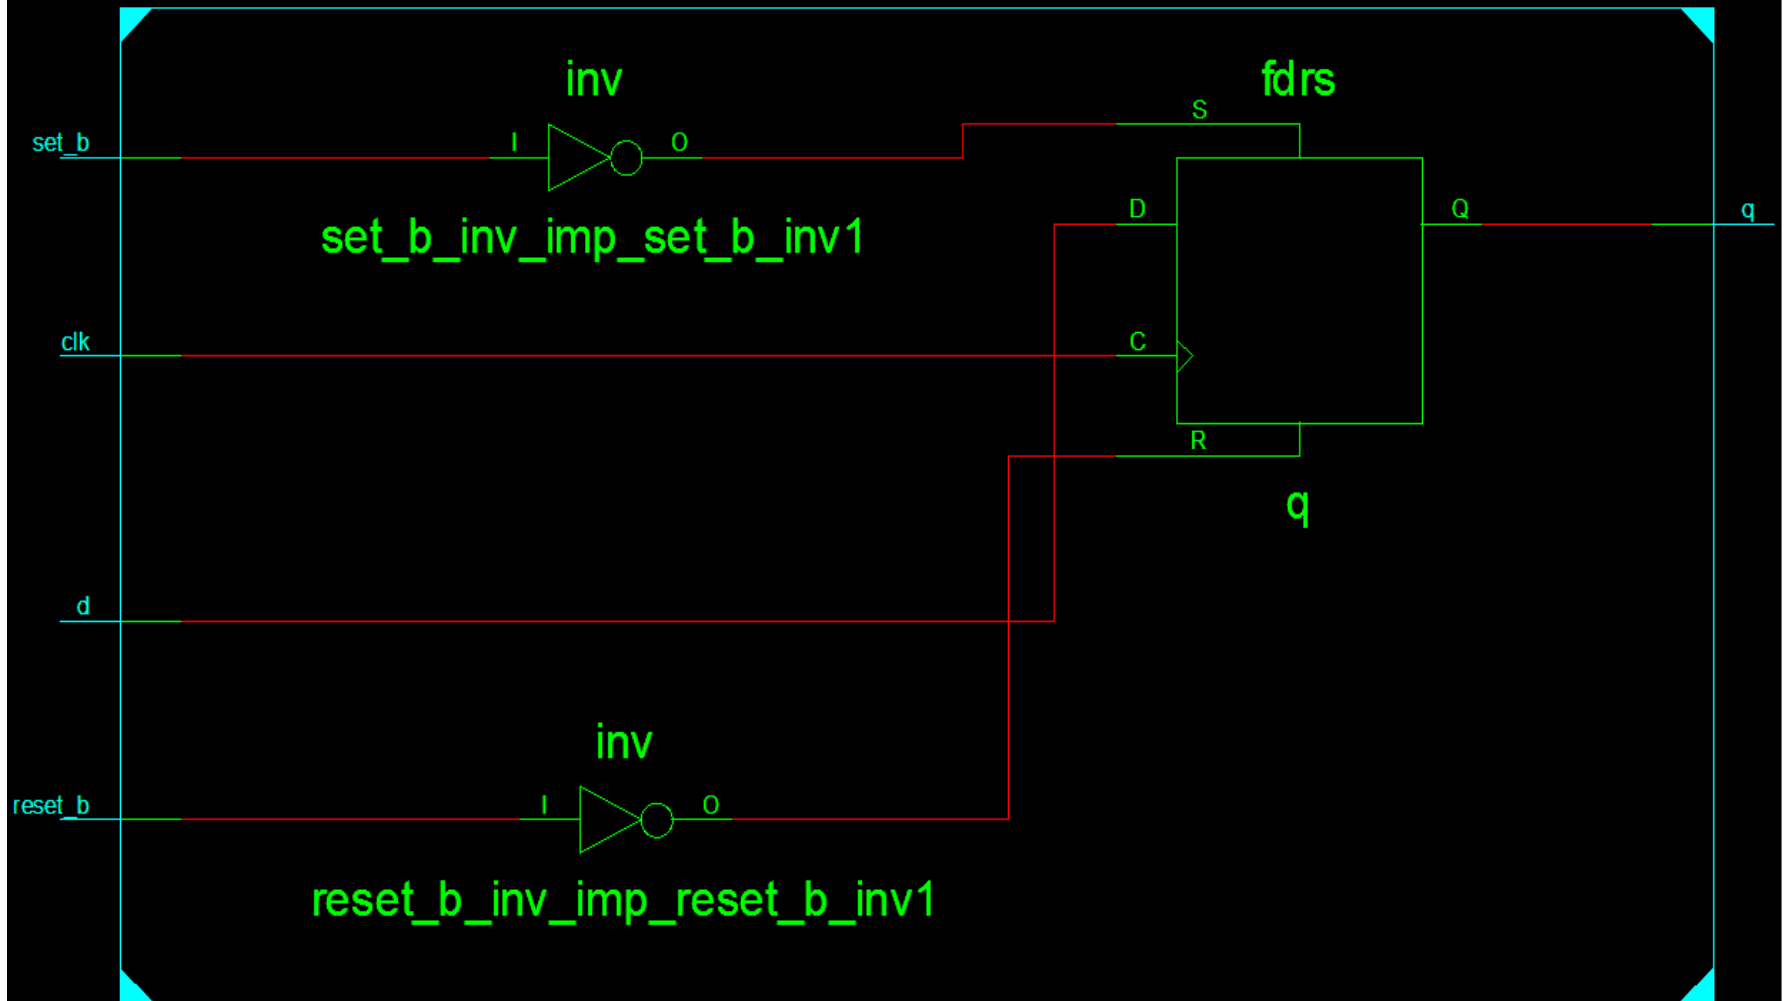 inv
fdrs
S
set_b
I
O
D
Q
q
set_b_inv_imp_set_b_inv1
clk
C
R
q
d
inv
reset_b
I
O
reset_b_inv_imp_reset_b_inv1